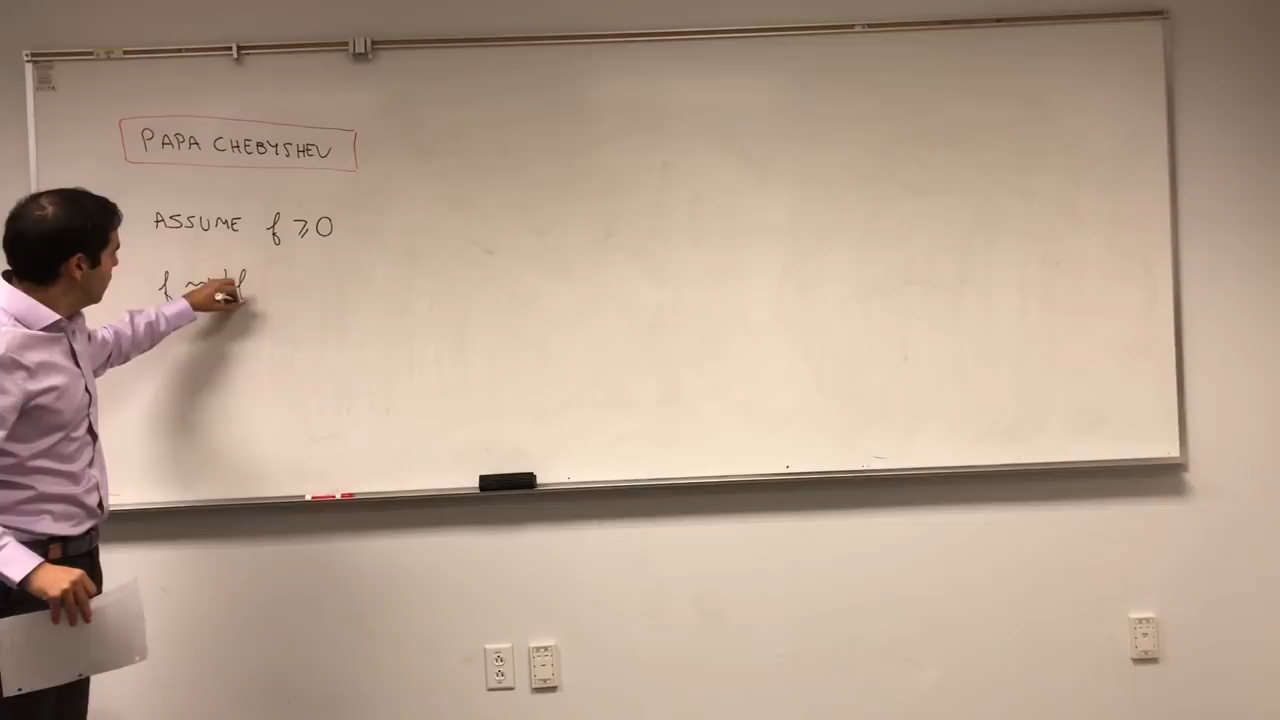 PAPA CHEBYSHEV
ASSUME f ⩾ 0
f ~> |f